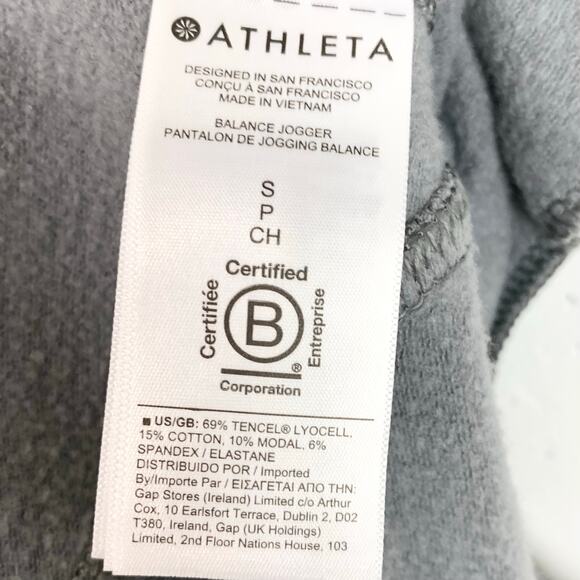 ATHLETA
DESIGNED IN SAN FRANCISCO
CONÇU À SAN FRANCISCO
MADE IN VIETNAM
BALANCE JOGGER
PANTALON DE JOGGING BALANCE
S
P
CH
Certified
Certifiée
B
Entreprise
®
Corporation
■ US/GB: 69% TENCEL® LYOCELL,
15% COTTON, 10% MODAL, 6%
SPANDEX / ELASTANE
DISTRIBUIDO POR / Imported
By/Importe Par / ΕΙΣΑΓΕΤΑΙ ΑΠΟ ΤΗΝ:
Gap Stores (Ireland) Limited c/o Arthur
Cox, 10 Earlsfort Terrace, Dublin 2, D02
T380, Ireland, Gap (UK Holdings)
Limited, 2nd Floor Nations House, 103